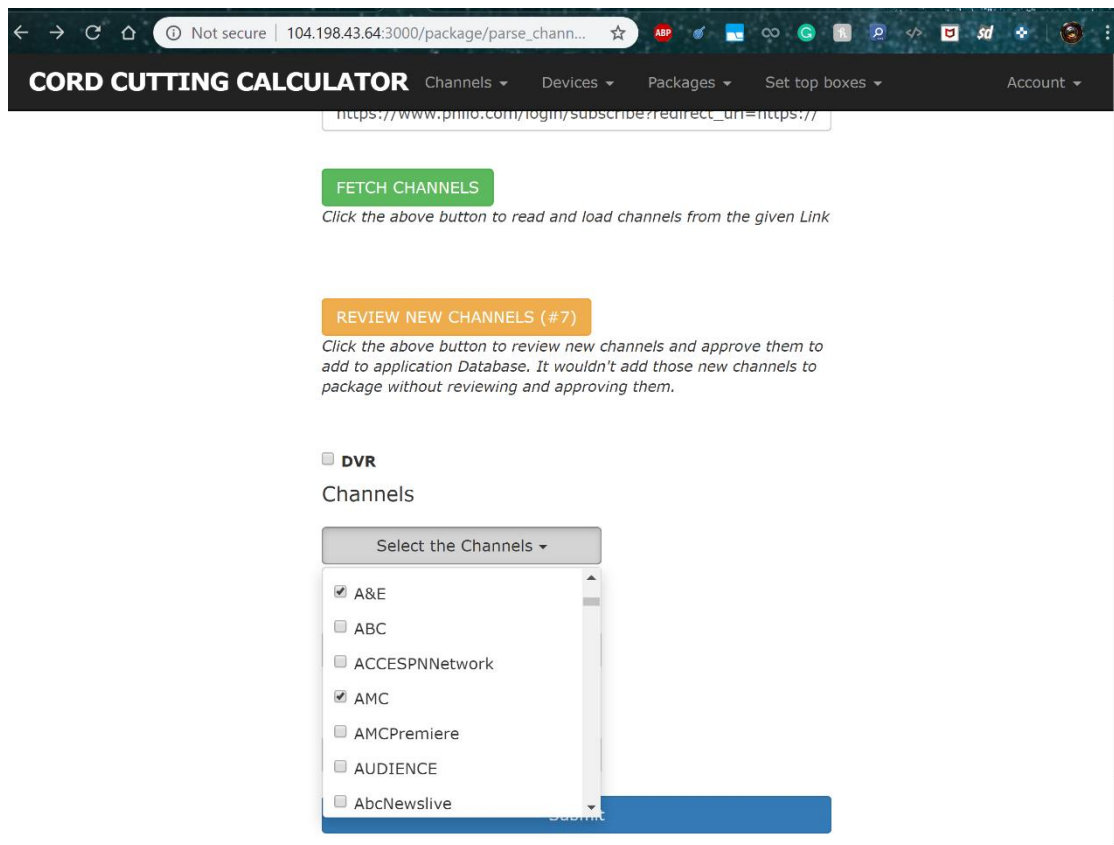 Not secure | 104.198.43.64:3000/package/parse_chann...
ABP
sd
CORD CUTTING CALCULATOR Channels Devices Packages Set top boxes Account
https://www.philo.com/login/subscribe?redirect_url=https://
FETCH CHANNELS
Click the above button to read and load channels from the given Link
REVIEW NEW CHANNELS (#7)
Click the above button to review new channels and approve them to
add to application Database. It wouldn't add those new channels to
package without reviewing and approving them.
DVR
Channels
Select the Channels
A&E
ABC
ACCESPNNetwork
AMC
AMCPremiere
AUDIENCE
AbcNewslive
Submit